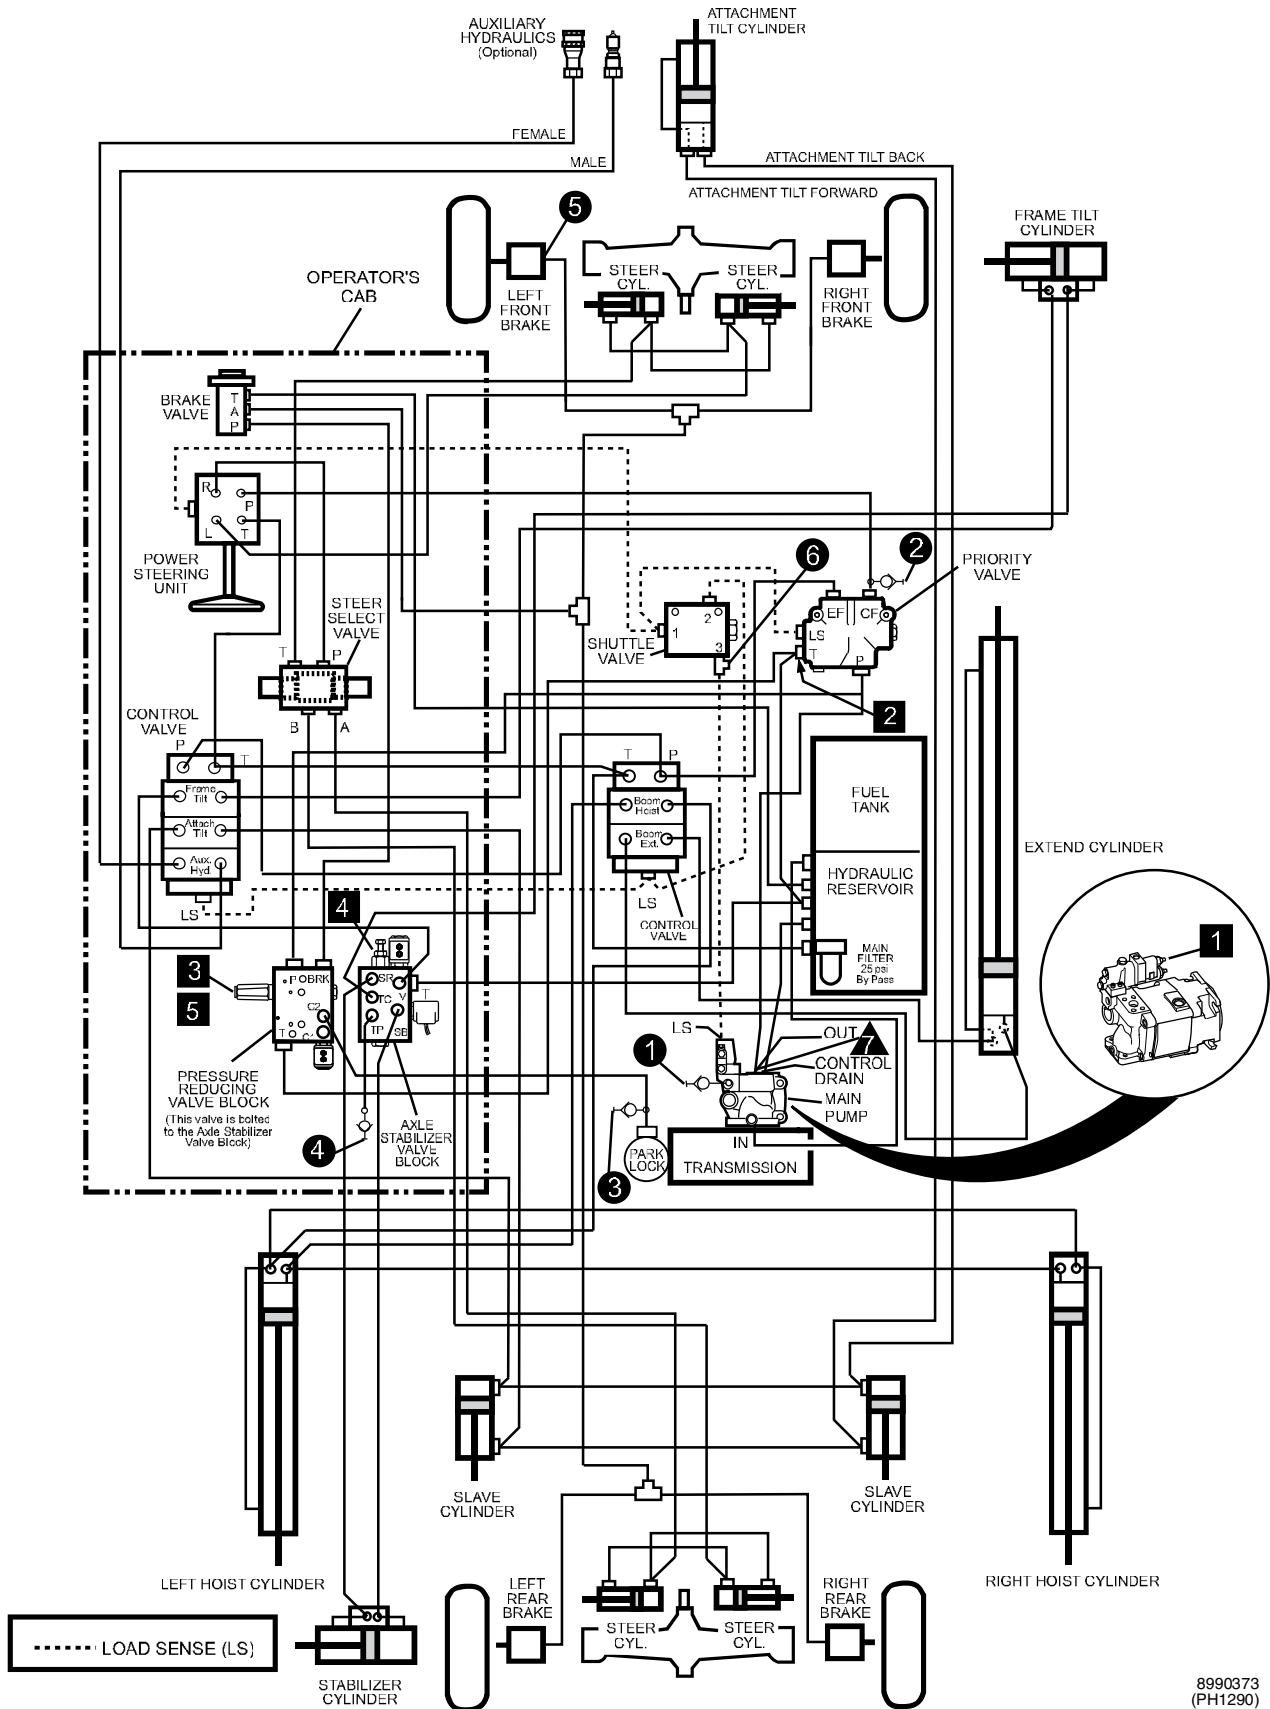 AUXILIARY
HYDRAULICS
(Optional)
ATTACHMENT
TILT CYLINDER
FEMALE
MALE
ATTACHMENT TILT BACK
ATTACHMENT TILT FORWARD
5
FRAME TILT
CYLINDER
OPERATOR'S
CAB
STEER
CYL.
STEER
CYL.
LEFT
FRONT
BRAKE
RIGHT
FRONT
BRAKE
BRAKE
VALVE
T
A
P
R
P
L
T
POWER
STEERING
UNIT
6
2
PRIORITY
VALVE
STEER
SELECT
VALVE
T
P
B
A
SHUTTLE
VALVE
1
2
3
EF
CF
LS
T
P
2
CONTROL
VALVE
P
T
Frame
Tilt
Attach
Tilt
Aux.
Hyd.
LS
T
P
Boom
Hoist
Boom
Ext.
LS
CONTROL
VALVE
FUEL
TANK
HYDRAULIC
RESERVOIR
MAIN
FILTER
25 psi
By Pass
EXTEND CYLINDER
1
4
3
5
P
BRK
C2
T
SR
TC
V
T
TP
SB
LS
OUT
7
CONTROL
DRAIN
1
MAIN
PUMP
PRESSURE
REDUCING
VALVE BLOCK
(This valve is bolted
to the Axle Stabilizer
Valve Block)
AXLE
STABILIZER
VALVE
BLOCK
4
3
PARK
LOCK
IN
TRANSMISSION
SLAVE
CYLINDER
SLAVE
CYLINDER
LEFT HOIST CYLINDER
RIGHT HOIST CYLINDER
LEFT
REAR
BRAKE
RIGHT
REAR
BRAKE
STEER
CYL.
STEER
CYL.
LOAD SENSE (LS)
STABILIZER
CYLINDER
8990373
(PH1290)